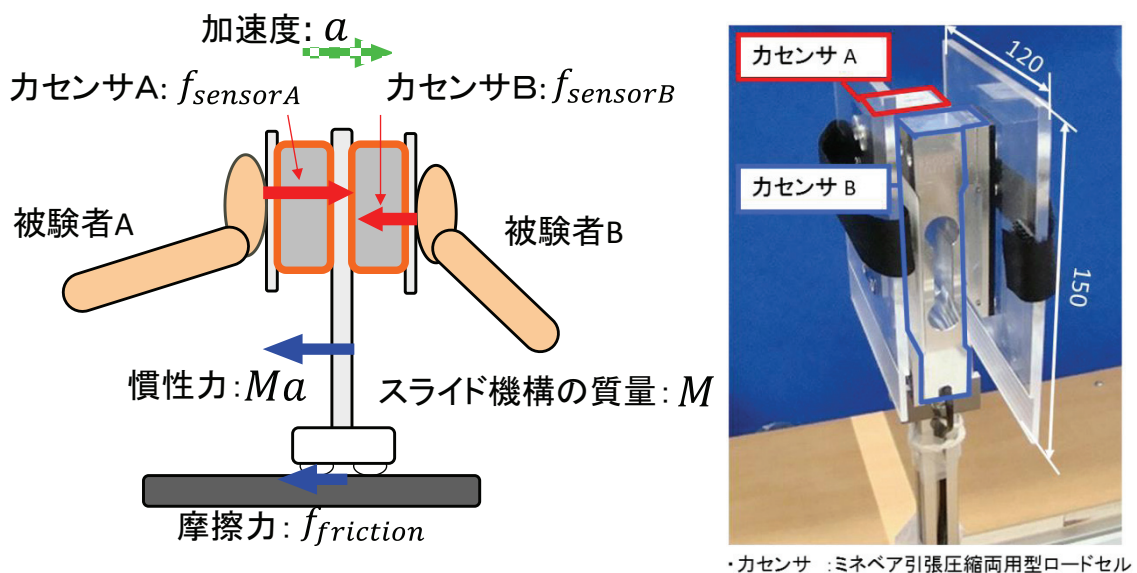 加速度: a
力センサA: f_sensorA
力センサB: f_sensorB
被験者A
被験者B
慣性力: Ma
スライド機構の質量: M
摩擦力: f_friction
力センサ A
力センサ B
120
150
・力センサ ：ミネベア引張圧縮両用型ロードセル